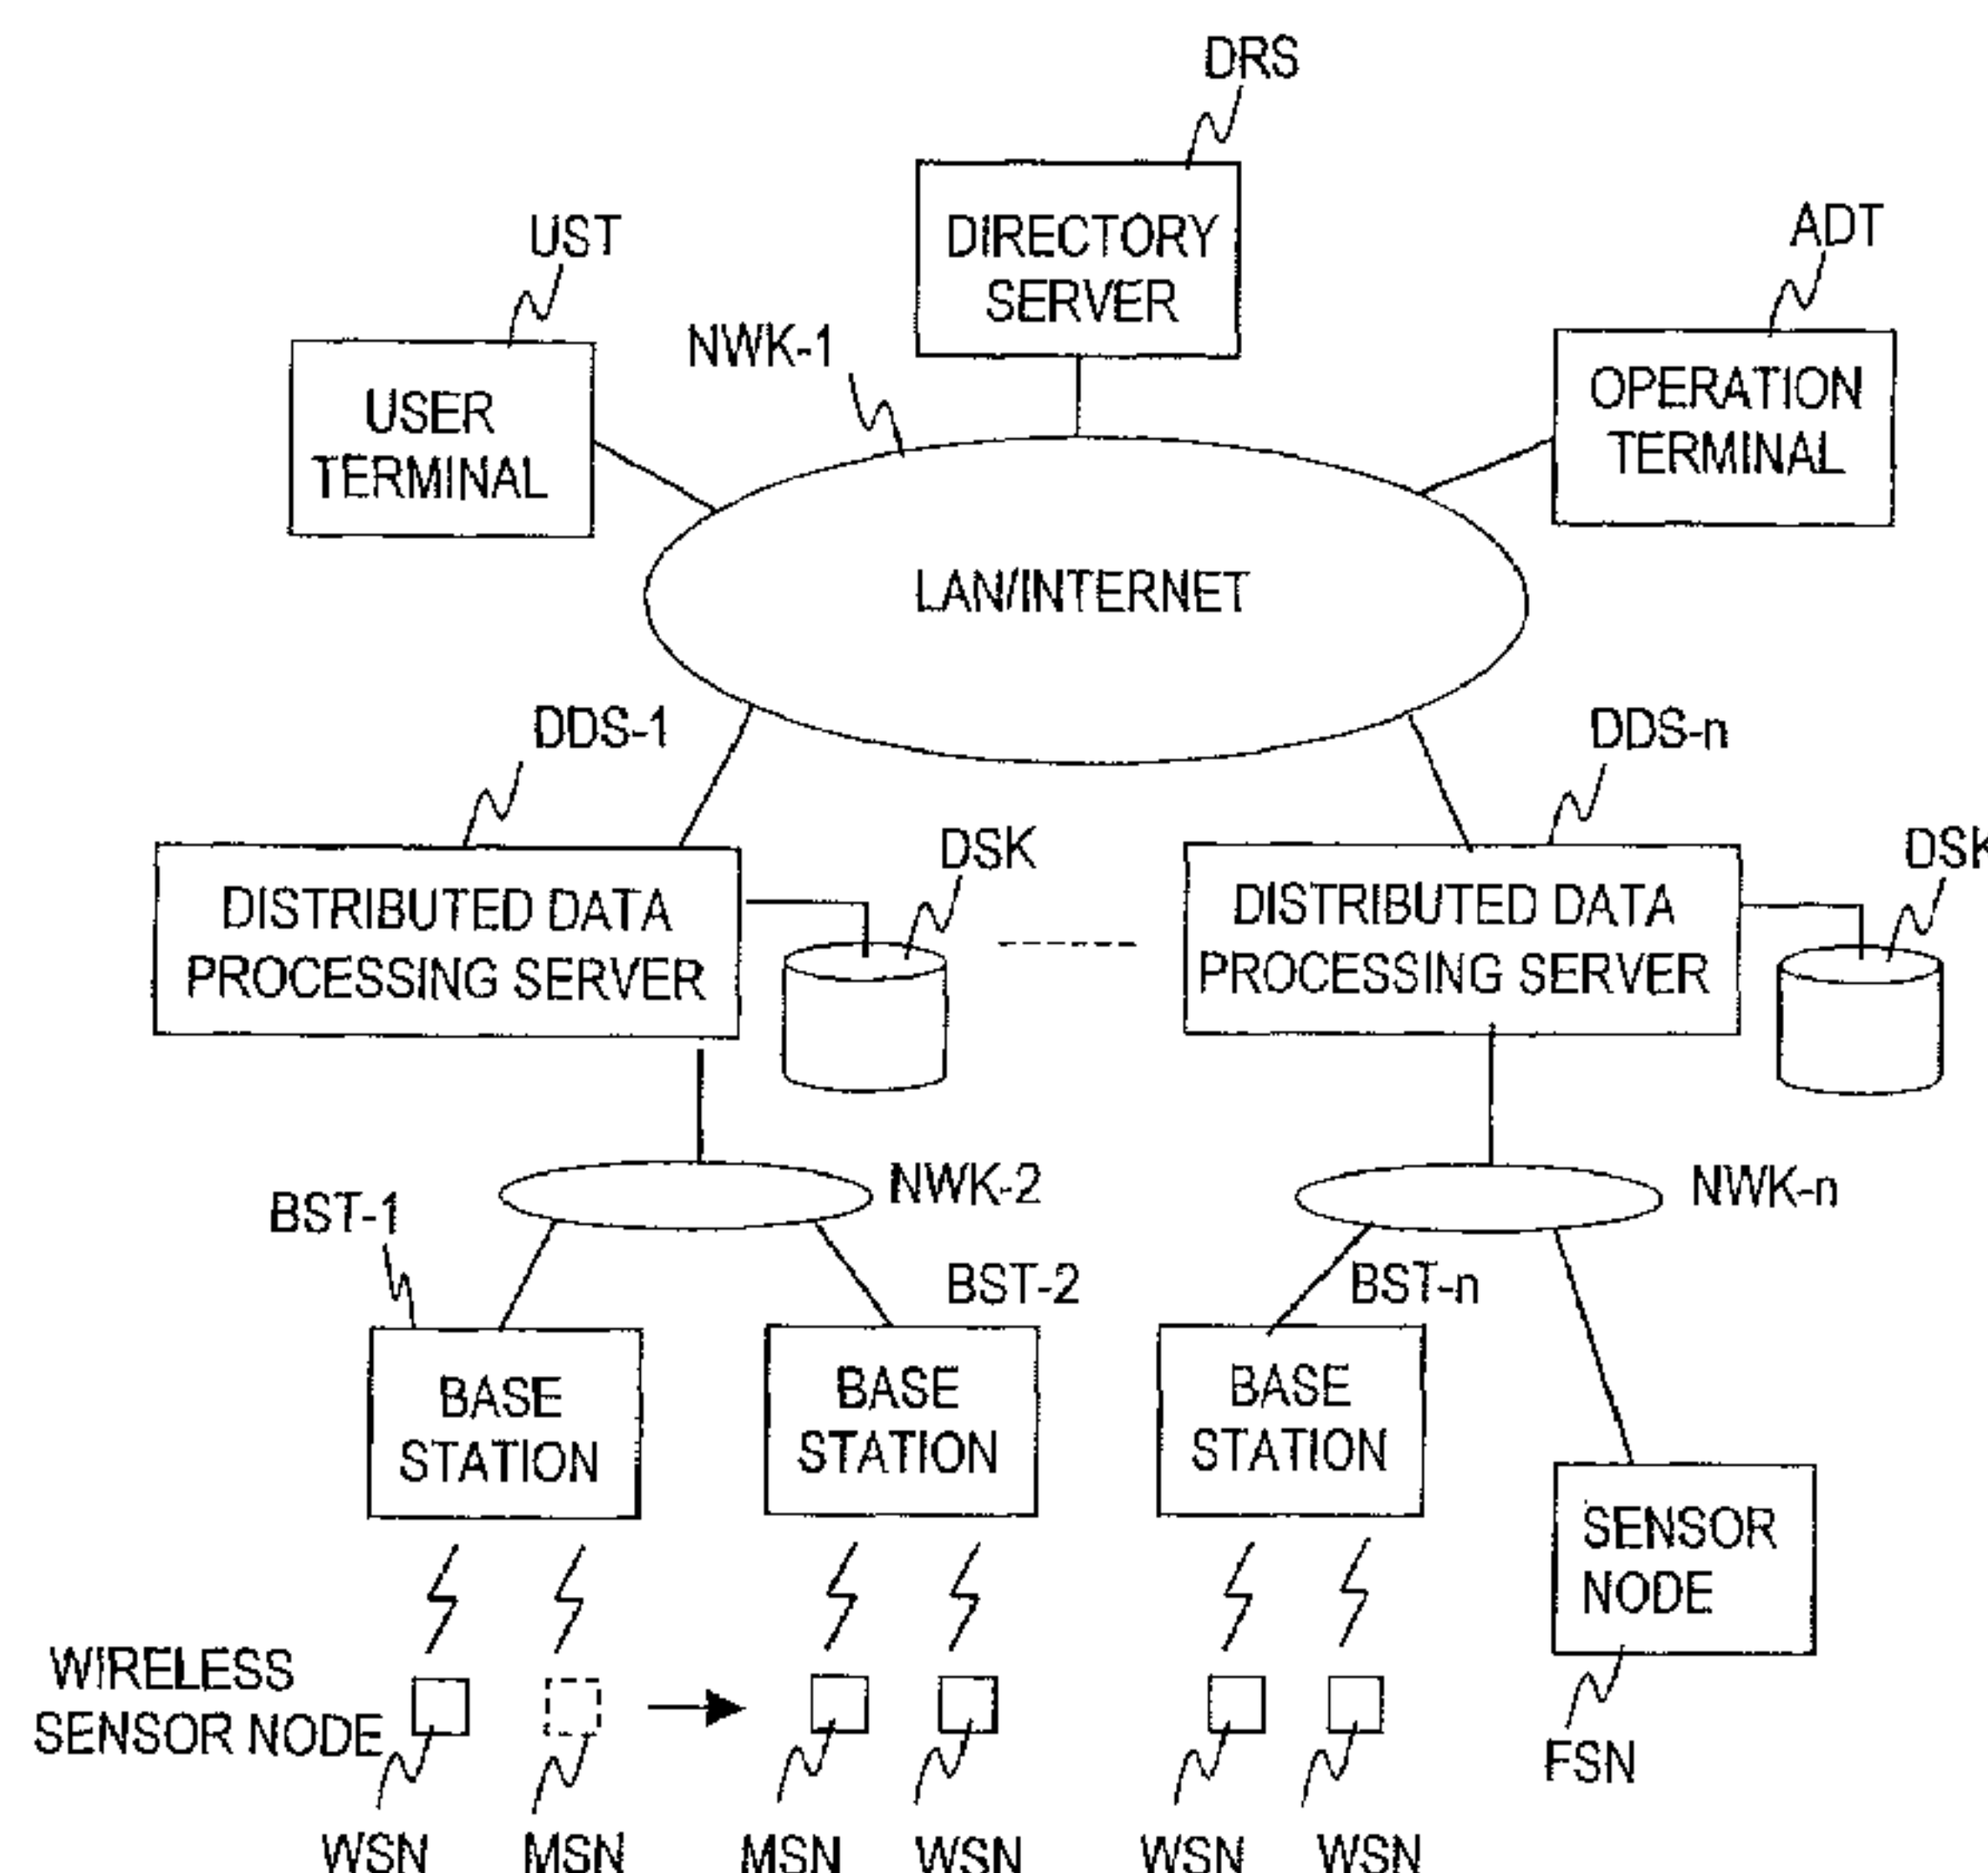 DRS
DIRECTORY
SERVER
UST
ADT
NWK-1
USER
TERMINAL
OPERATION
TERMINAL
LAN/INTERNET
DDS-1
DDS-n
DSK
DSK
DISTRIBUTED DATA
PROCESSING SERVER
DISTRIBUTED DATA
PROCESSING SERVER
NWK-2
NWK-n
BST-1
BST-2
BST-n
BASE
STATION
BASE
STATION
BASE
STATION
SENSOR
NODE
WIRELESS
SENSOR NODE
FSN
WSN
MSN
MSN
WSN
WSN
WSN